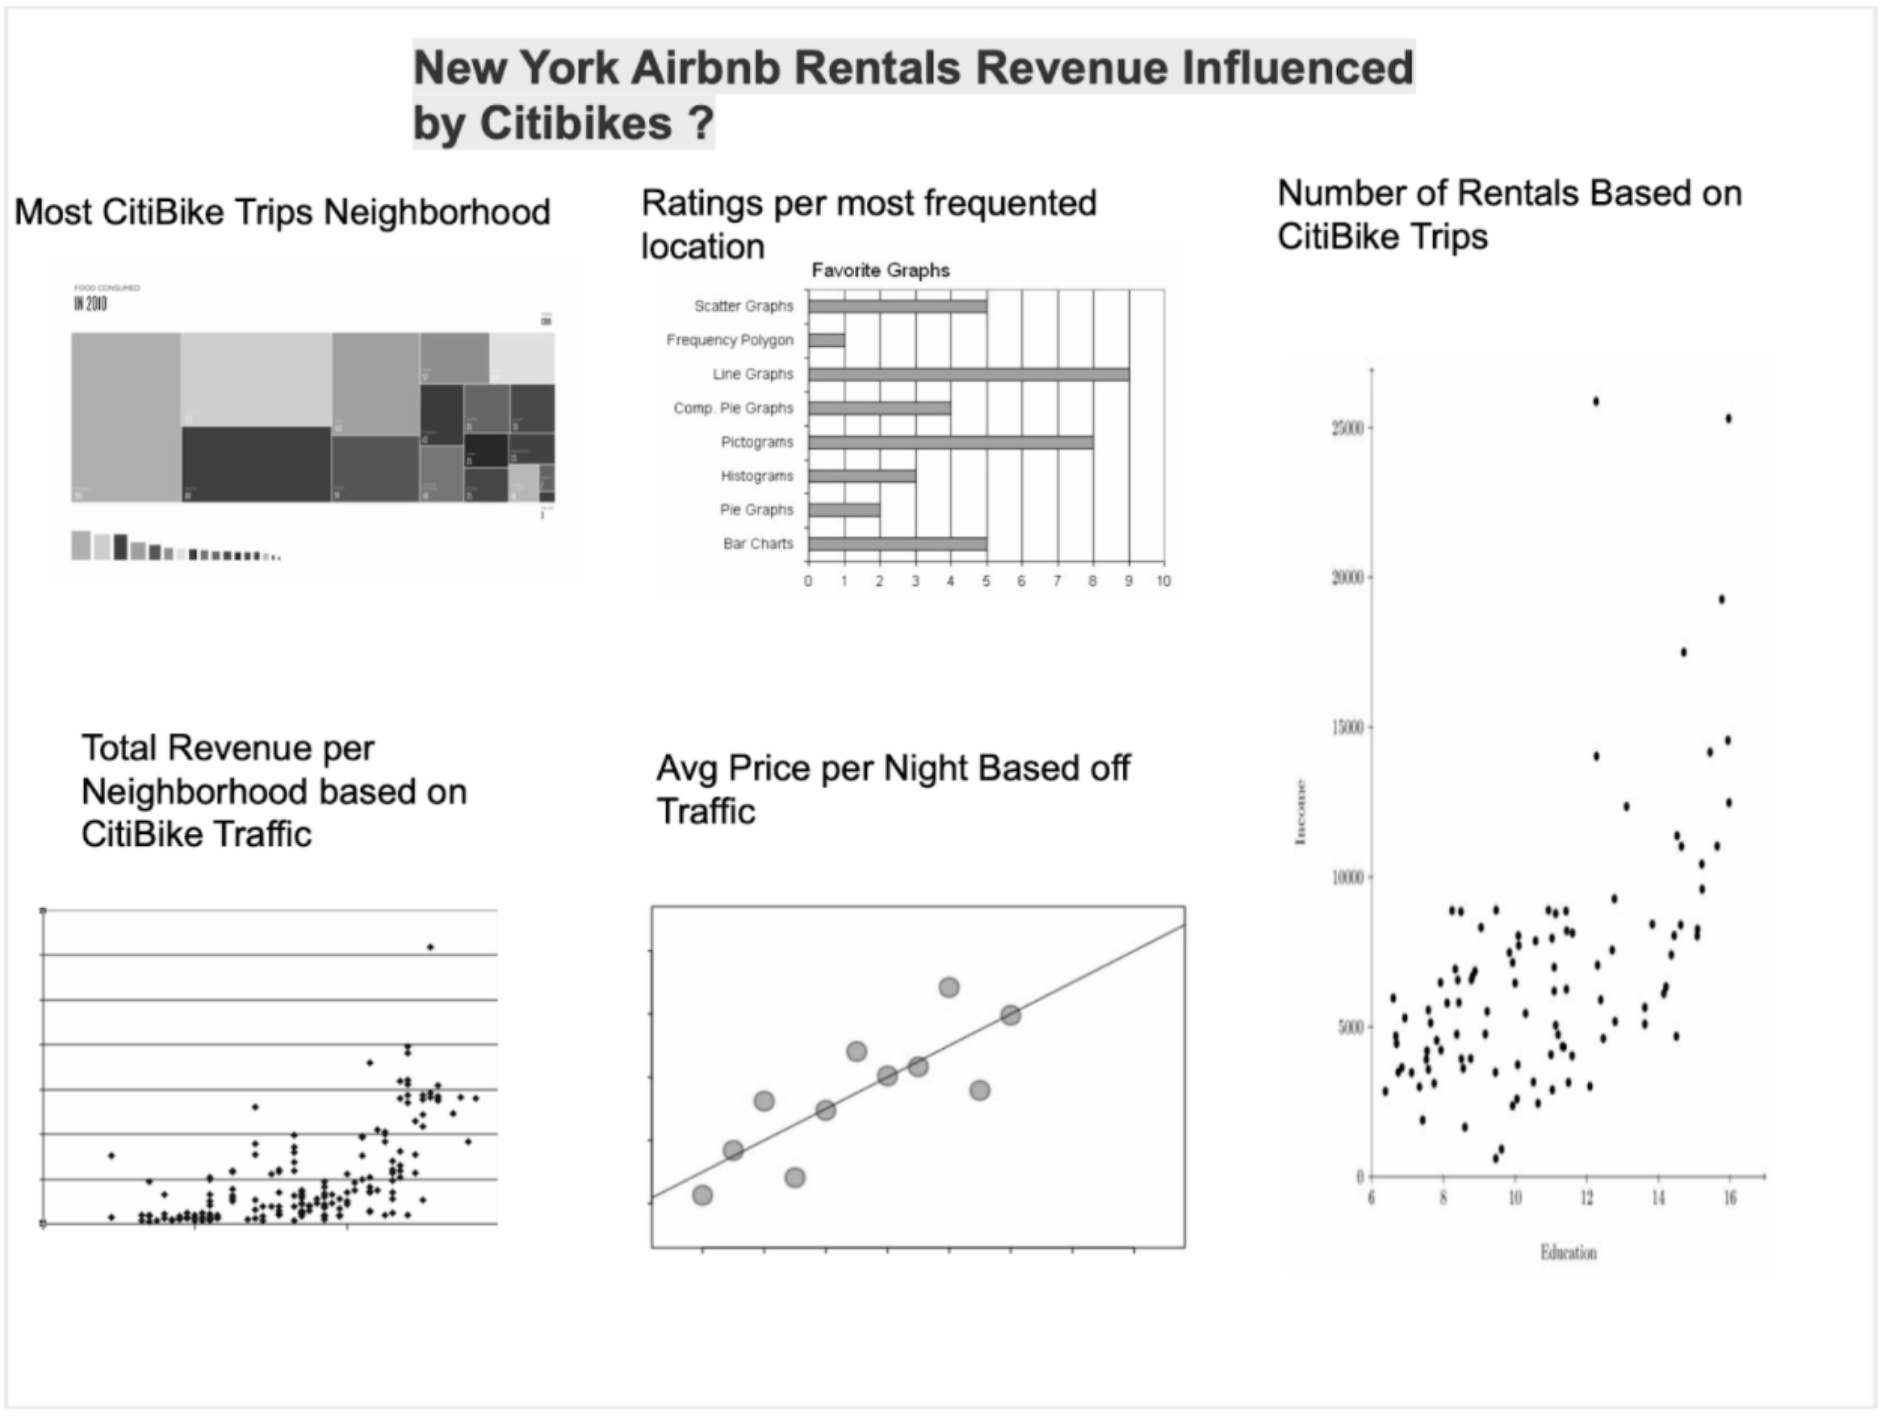 New York Airbnb Rentals Revenue Influenced
by Citibikes ?
Most CitiBike Trips Neighborhood
FOOD CONSUMED
IN 2010
Ratings per most frequented
location
Favorite Graphs
Scatter Graphs
Frequency Polygon
Line Graphs
Comp. Pie Graphs
Pictograms
Histograms
Pie Graphs
Bar Charts
0 1 2 3 4 5 6 7 8 9 10
Number of Rentals Based on
CitiBike Trips
25000
20000
15000
10000
5000
0
Income
6 8 10 12 14 16
Education
Total Revenue per
Neighborhood based on
CitiBike Traffic
Avg Price per Night Based off
Traffic